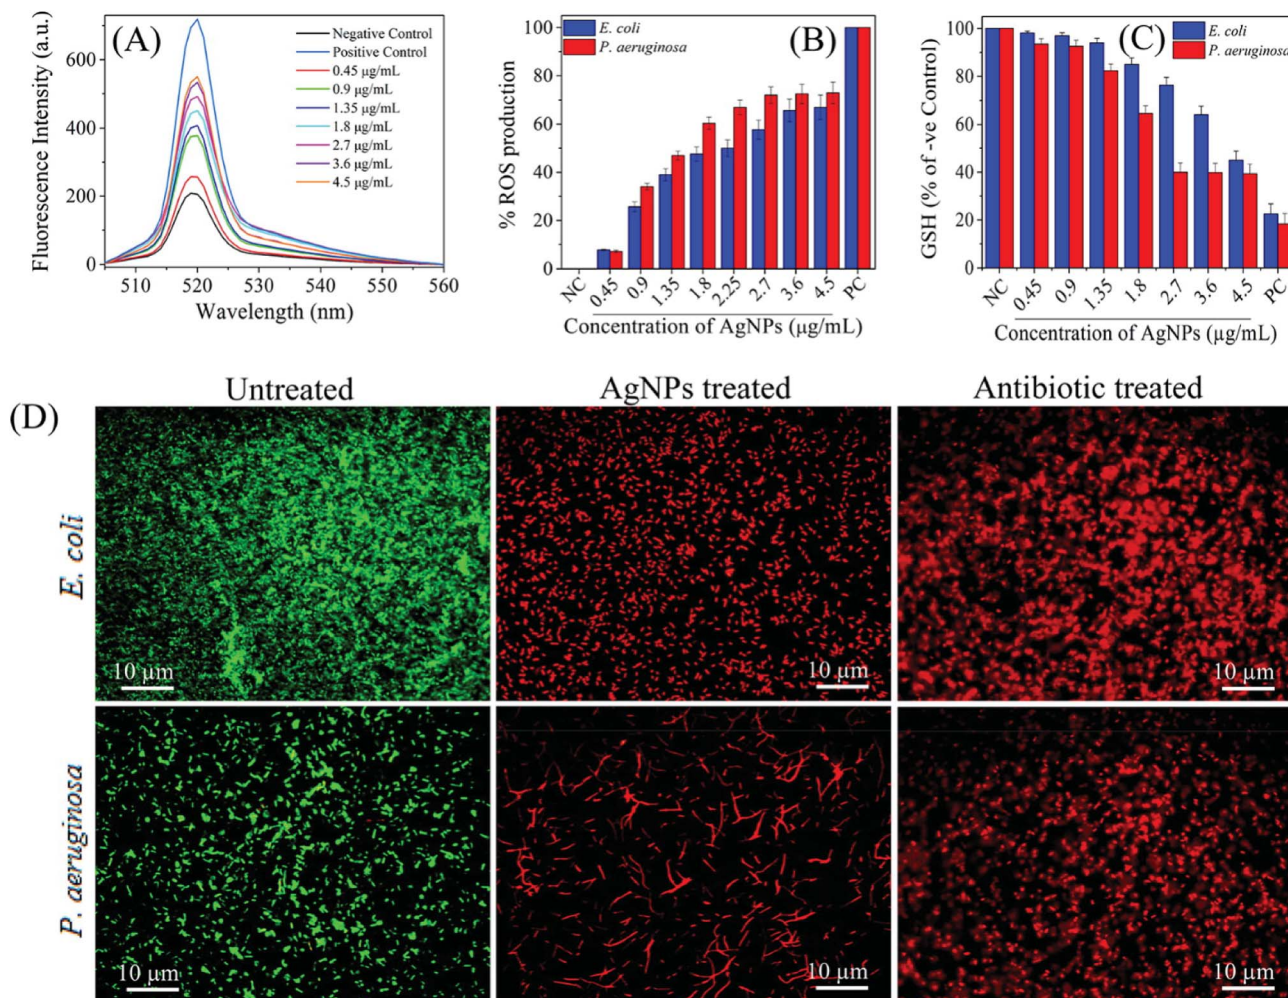 (A)
Fluorescence Intensity (a.u.)
600
400
200
0
510 520 530 540 550 560
Wavelength (nm)
Negative Control
Positive Control
0.45 µg/mL
0.9 µg/mL
1.35 µg/mL
1.8 µg/mL
2.7 µg/mL
3.6 µg/mL
4.5 µg/mL
(B)
E. coli
P. aeruginosa
% ROS production
100
80
60
40
20
0
NC 0.45 0.9 1.35 1.8 2.25 2.7 3.6 4.5 PC
Concentration of AgNPs (µg/mL)
(C)
E. coli
P. aeruginosa
GSH (% of -ve Control)
100
80
60
40
20
0
NC 0.45 0.9 1.35 1.8 2.7 3.6 4.5 PC
Concentration of AgNPs (µg/mL)
(D)
Untreated AgNPs treated Antibiotic treated
E. coli
10 µm 10 µm 10 µm
P. aeruginosa
10 µm 10 µm 10 µm